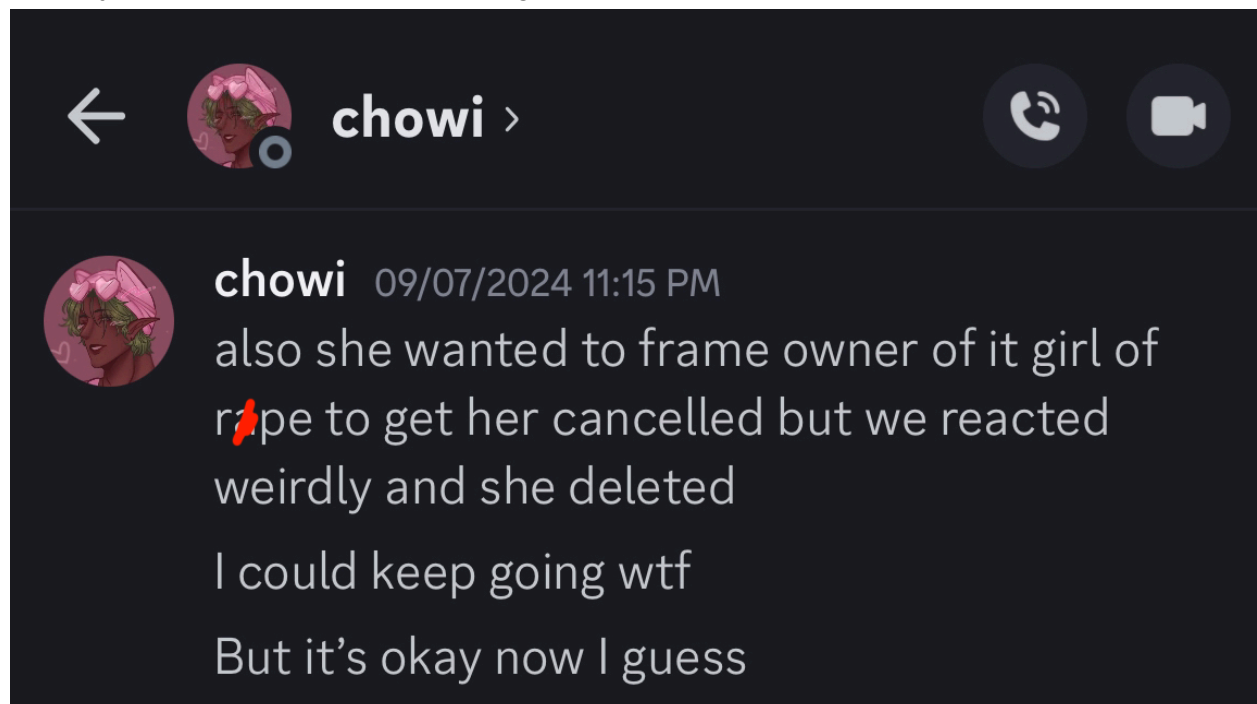 chowi >
chowi 09/07/2024 11:15 PM
also she wanted to frame owner of it girl of
rape to get her cancelled but we reacted
weirdly and she deleted
I could keep going wtf
But it's okay now I guess